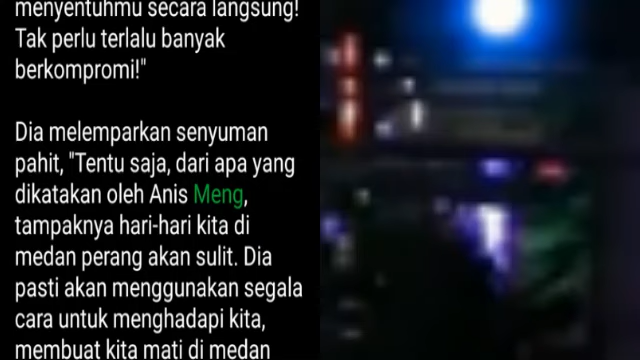 menyentuhmu secara langsung!
Tak perlu terlalu banyak
berkompromi!"
Dia melemparkan senyuman
pahit, "Tentu saja, dari apa yang
dikatakan oleh Anis Meng,
tampaknya hari-hari kita di
medan perang akan sulit. Dia
pasti akan menggunakan segala
cara untuk menghadapi kita,
membuat kita mati di medan